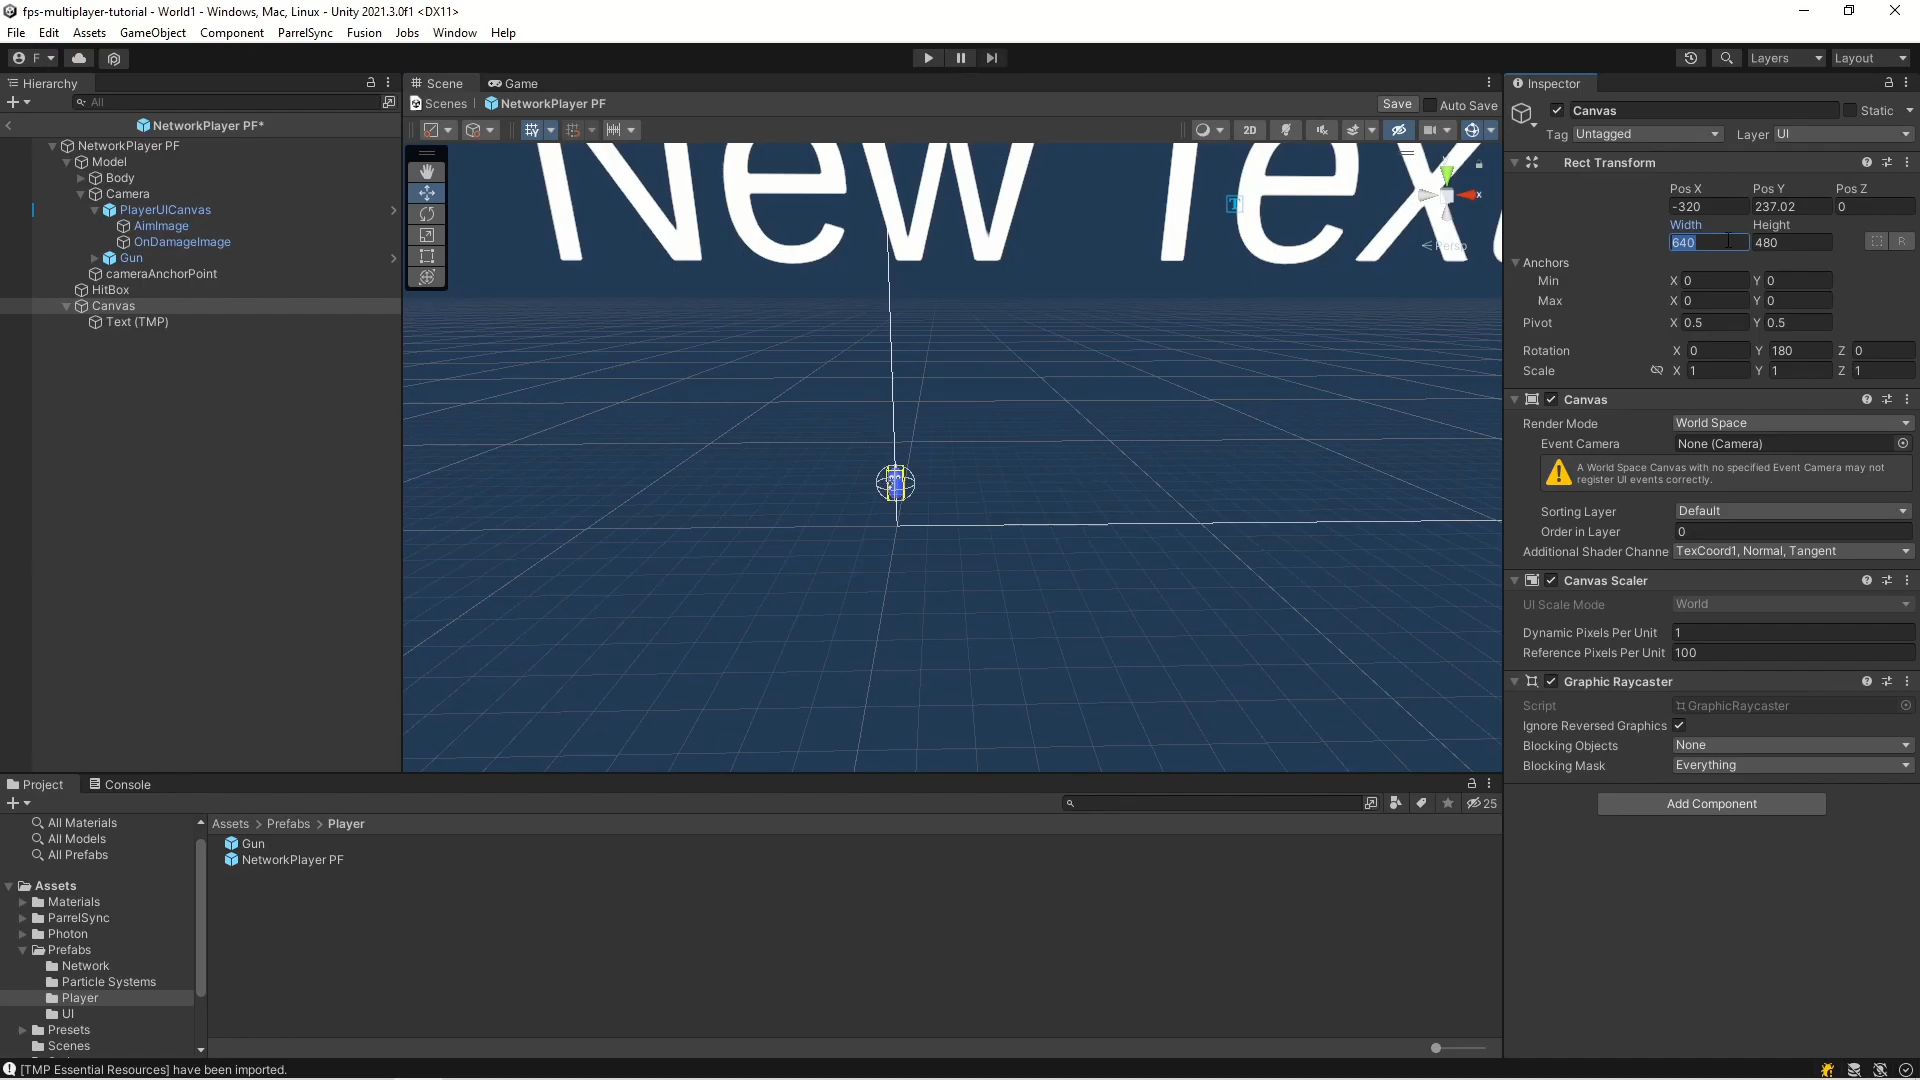 fps-multiplayer-tutorial - World1 - Windows, Mac, Linux - Unity 2021.3.0f1 <DX11>
File Edit Assets GameObject Component ParrelSync Fusion Jobs Window Help
F Layers Layout
Hierarchy
All
NetworkPlayer PF*
NetworkPlayer PF
Model
Body
Camera
PlayerUICanvas
AimImage
OnDamageImage
Gun
cameraAnchorPoint
HitBox
Canvas
Text (TMP)
Scene Game
Scenes NetworkPlayer PF Save Auto Save
2D
New Text
x
Persp
Inspector
Canvas Static
Tag Untagged Layer UI
Rect Transform
Pos X Pos Y Pos Z
-320 237.02 0
Width Height
640 480 R
Anchors
Min X 0 Y 0
Max X 0 Y 0
Pivot X 0.5 Y 0.5
Rotation X 0 Y 180 Z 0
Scale X 1 Y 1 Z 1
Canvas
Render Mode World Space
Event Camera None (Camera)
A World Space Canvas with no specified Event Camera may not
register UI events correctly.
Sorting Layer Default
Order in Layer 0
Additional Shader Channe TexCoord1, Normal, Tangent
Canvas Scaler
UI Scale Mode World
Dynamic Pixels Per Unit 1
Reference Pixels Per Unit 100
Graphic Raycaster
Script GraphicRaycaster
Ignore Reversed Graphics
Blocking Objects None
Blocking Mask Everything
Add Component
Project Console
25
All Materials
All Models
All Prefabs
Assets
Materials
ParrelSync
Photon
Prefabs
Network
Particle Systems
Player
UI
Presets
Scenes
Assets > Prefabs > Player
Gun
NetworkPlayer PF
[TMP Essential Resources] have been imported.